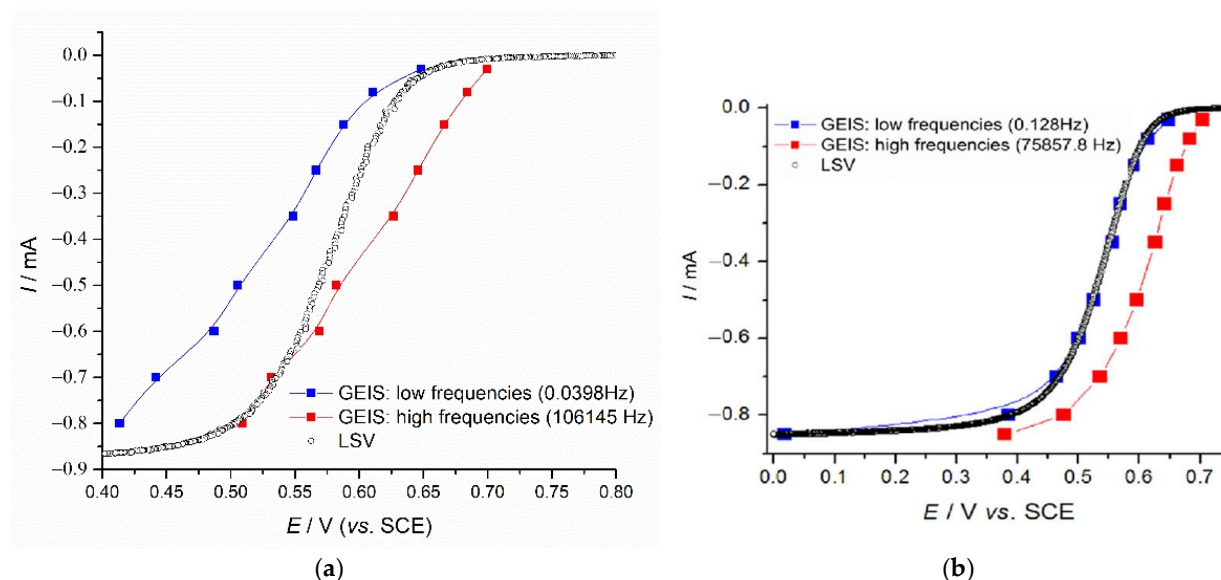 0.0
−0.1
−0.2
−0.3
−0.4
−0.5
−0.6
−0.7
−0.8
−0.9
I / mA
GEIS: low frequencies (0.0398Hz)
GEIS: high frequencies (106145 Hz)
LSV
0.40 0.45 0.50 0.55 0.60 0.65 0.70 0.75 0.80
E / V (vs. SCE)
(a)
0.0
−0.2
−0.4
−0.6
−0.8
I / mA
GEIS: low frequencies (0.128Hz)
GEIS: high frequencies (75857.8 Hz)
LSV
0.0 0.1 0.2 0.3 0.4 0.5 0.6 0.7
E / V vs. SCE
(b)